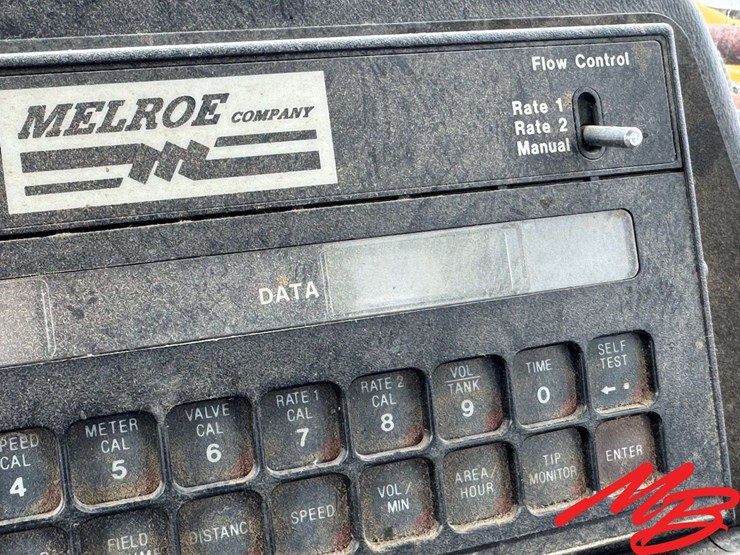 Flow Control
MELROE COMPANY
Rate 1
Rate 2
Manual
DATA
CAL
4
METER
CAL
5
VALVE
CAL
6
RATE 1
CAL
7
RATE 2
CAL
8
VOL
TANK
9
TIME
0
SELF
TEST
←
FIELD
DISTANC
SPEED
VOL/
MIN
AREA/
HOUR
TIP
MONITOR
ENTER
MB